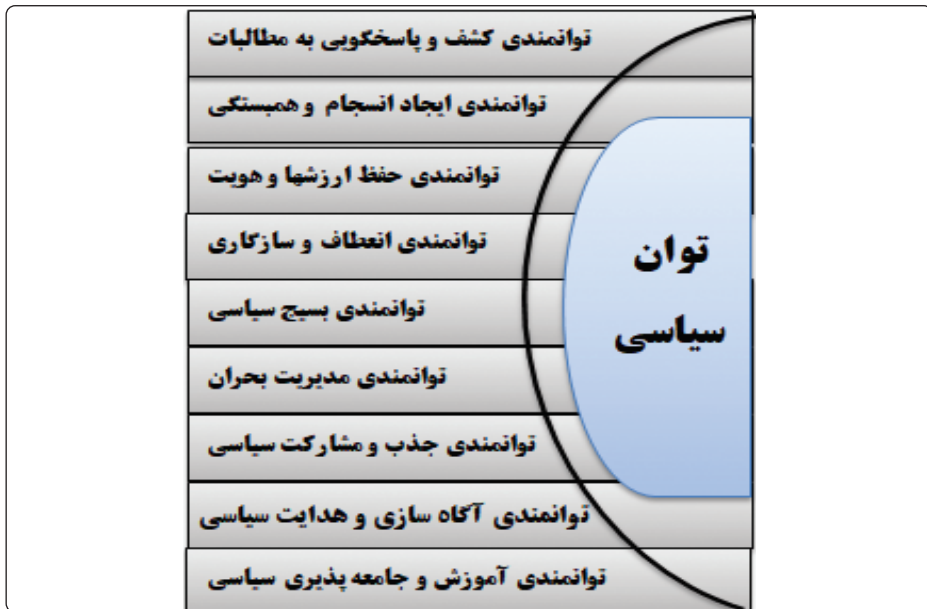 توانمندی کشف و پاسخگویی به مطالبات
توانمندی ایجاد انسجام و همبستگی
توانمندی حفظ ارزشها و هویت
توانمندی انعطاف و سازکاری
توانمندی بسیج سیاسی
توانمندی مدیریت بحران
توانمندی جذب و مشارکت سیاسی
توانمندی آگاه سازی و هدایت سیاسی
توانمندی آموزش و جامعه پذیری سیاسی
توان
سیاسی